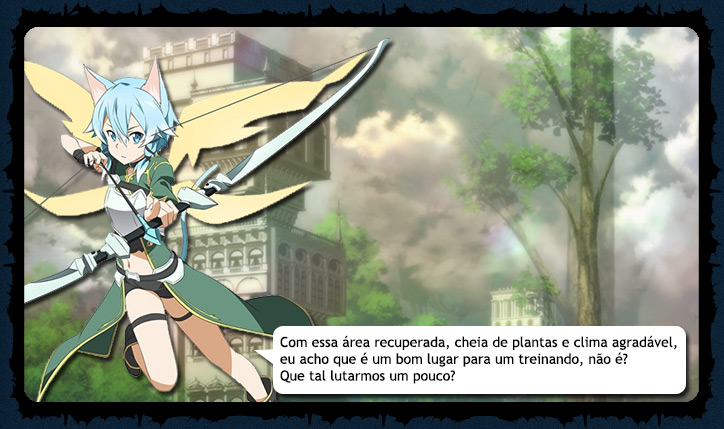 Com essa área recuperada, cheia de plantas e clima agradável,
eu acho que é um bom lugar para um treinando, não é?
Que tal lutarmos um pouco?